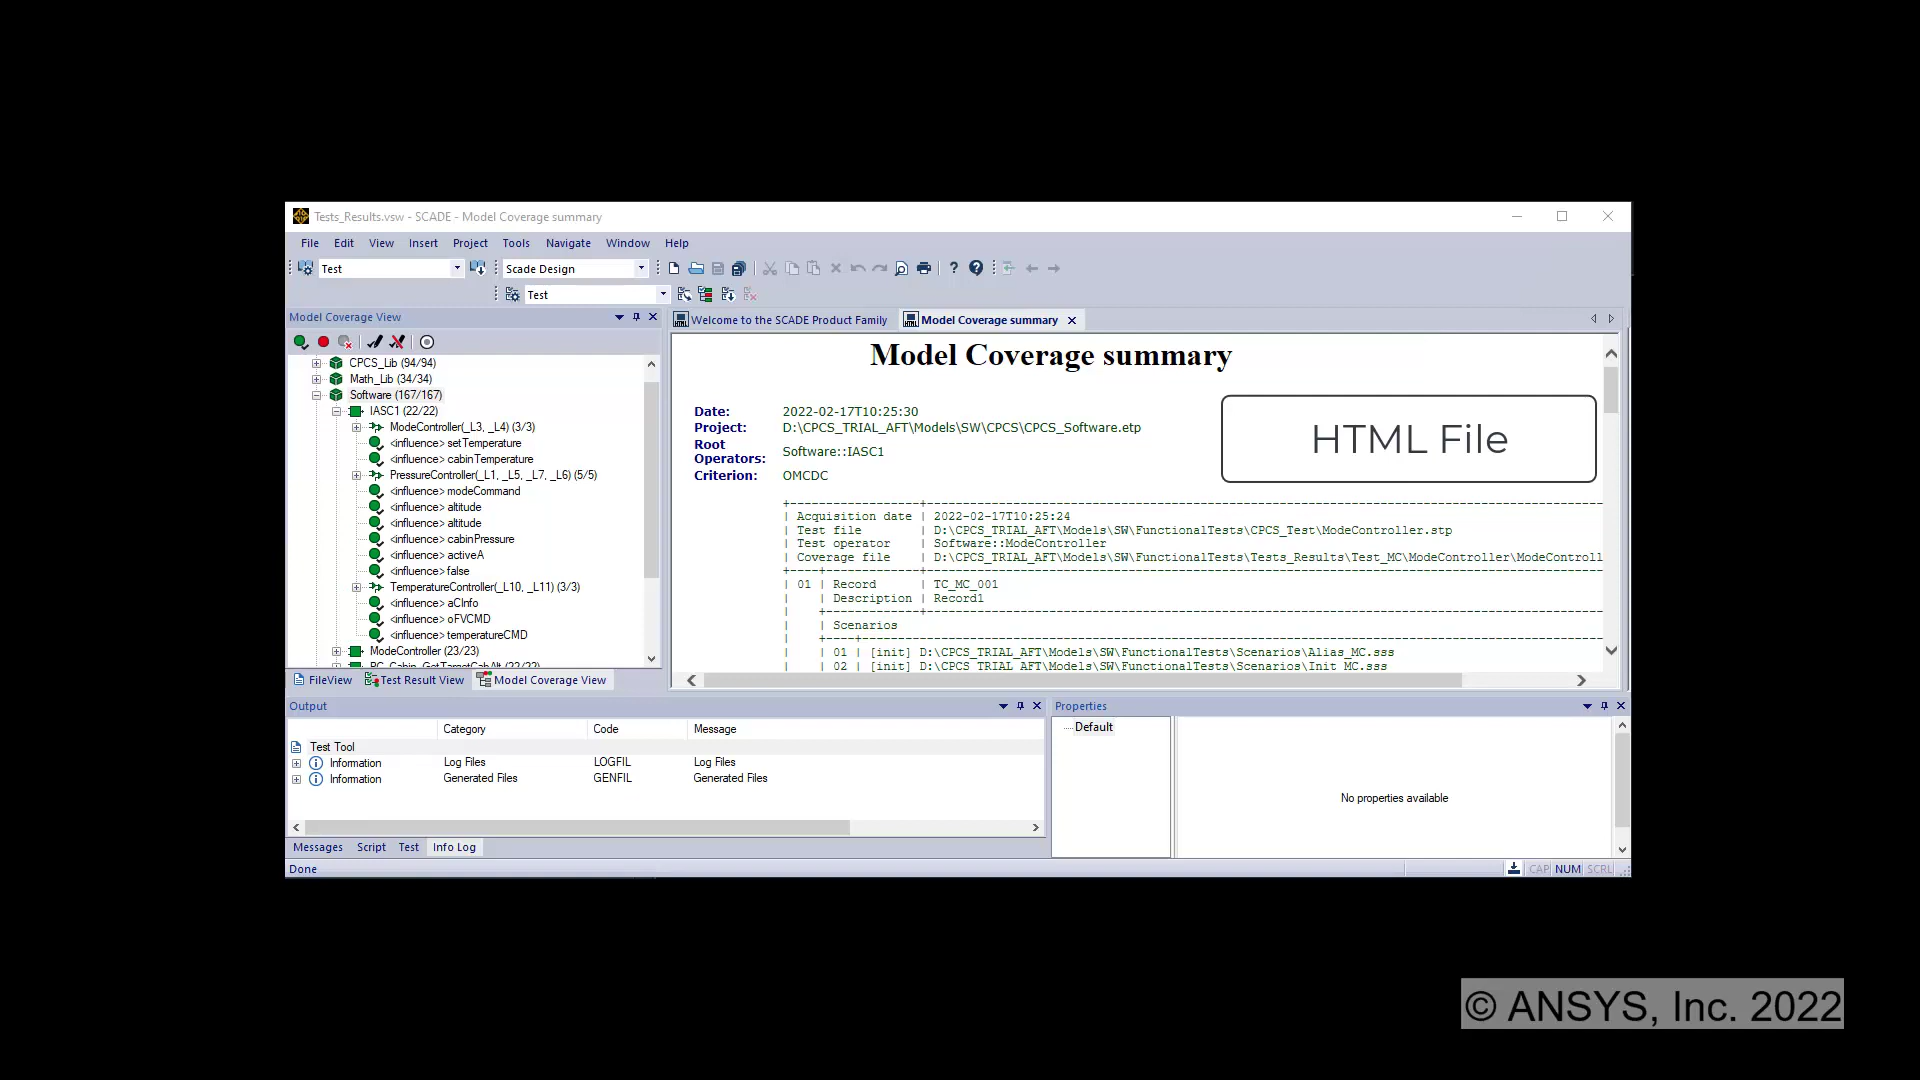 Tests_Results.vsw - SCADE - Model Coverage summary
File Edit View Insert Project Tools Navigate Window Help
Test Scade Design
Test
Model Coverage View
Welcome to the SCADE Product Family Model Coverage summary
CPCS_Lib (94/94)
Math_Lib (34/34)
Software (167/167)
IASC1 (22/22)
ModeController(_L3, _L4) (3/3)
<influence> setTemperature
<influence> cabinTemperature
PressureController(_L1, _L5, _L7, _L6) (5/5)
<influence> modeCommand
<influence> altitude
<influence> altitude
<influence> cabinPressure
<influence> activeA
<influence> false
TemperatureController(_L10, _L11) (3/3)
<influence> aCInfo
<influence> oFVCMD
<influence> temperatureCMD
ModeController (23/23)
PC_Cabin_GetTargetCabAlt (22/22)
FileView Test Result View Model Coverage View
Model Coverage summary
Date: 2022-02-17T10:25:30
Project: D:\CPCS_TRIAL_AFT\Models\SW\CPCS\CPCS_Software.etp
Root Operators: Software::IASC1
Criterion: OMCDC
HTML File
| Acquisition date | 2022-02-17T10:25:24
| Test file | D:\CPCS_TRIAL_AFT\Models\SW\FunctionalTests\CPCS_Test\ModeController.stp
| Test operator | Software::ModeController
| Coverage file | D:\CPCS_TRIAL_AFT\Models\SW\FunctionalTests\Tests_Results\Test_MC\ModeController\ModeControll
| 01 | Record | TC_MC_001
| | Description | Record1
| | Scenarios
| | 01 | [init] D:\CPCS_TRIAL_AFT\Models\SW\FunctionalTests\Scenarios\Alias_MC.sss
| | 02 | [init] D:\CPCS_TRIAL_AFT\Models\SW\FunctionalTests\Scenarios\Init_MC.sss
Output
Category Code Message
Test Tool
Information Log Files LOGFIL Log Files
Information Generated Files GENFIL Generated Files
Messages Script Test Info Log
Properties
Default
No properties available
Done
CAP NUM SCRL
© ANSYS, Inc. 2022